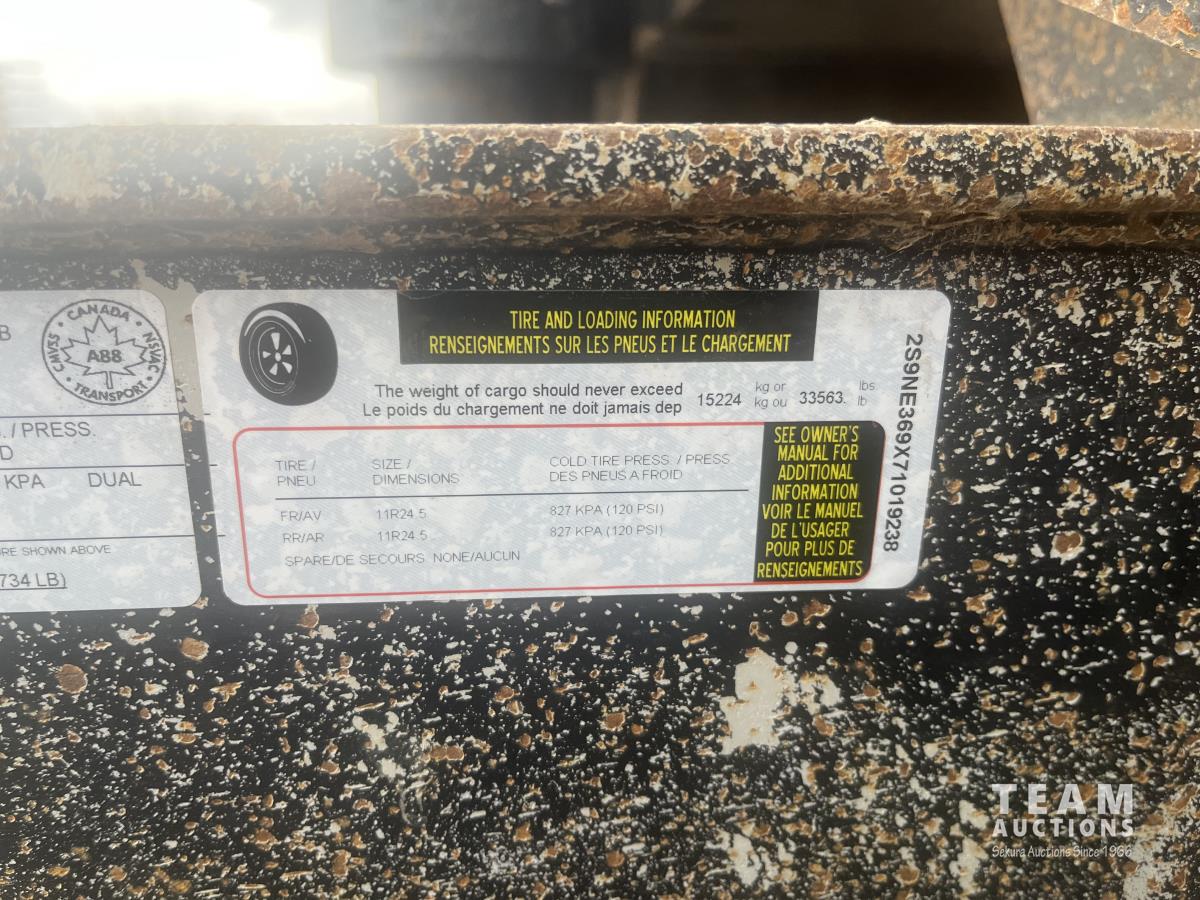 B
CANADA
CMVSS
NSVAC
A88
TRANSPORT
./ PRESS.
D
KPA DUAL
RE SHOWN ABOVE
734 LB)
TIRE AND LOADING INFORMATION
RENSEIGNEMENTS SUR LES PNEUS ET LE CHARGEMENT
The weight of cargo should never exceed 15224 kg or 33563. lbs.
Le poids du chargement ne doit jamais dep kg ou lb
TIRE / SIZE / COLD TIRE PRESS. / PRESS
PNEU DIMENSIONS DES PNEUS A FROID
FR/AV 11R24.5 827 KPA (120 PSI)
RR/AR 11R24.5 827 KPA (120 PSI)
SPARE/DE SECOURS NONE/AUCUN
SEE OWNER'S
MANUAL FOR
ADDITIONAL
INFORMATION
VOIR LE MANUEL
DE L'USAGER
POUR PLUS DE
RENSEIGNEMENTS
2S9NE369X71019238
TEAM
AUCTIONS
Sekura Auctions Since 1966